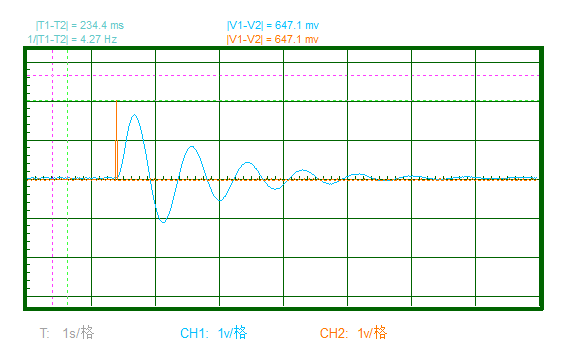 |T1-T2| = 234.4 ms |V1-V2| = 647.1 mv
1/|T1-T2| = 4.27 Hz |V1-V2| = 647.1 mv
T: 1s/格 CH1: 1v/格 CH2: 1v/格